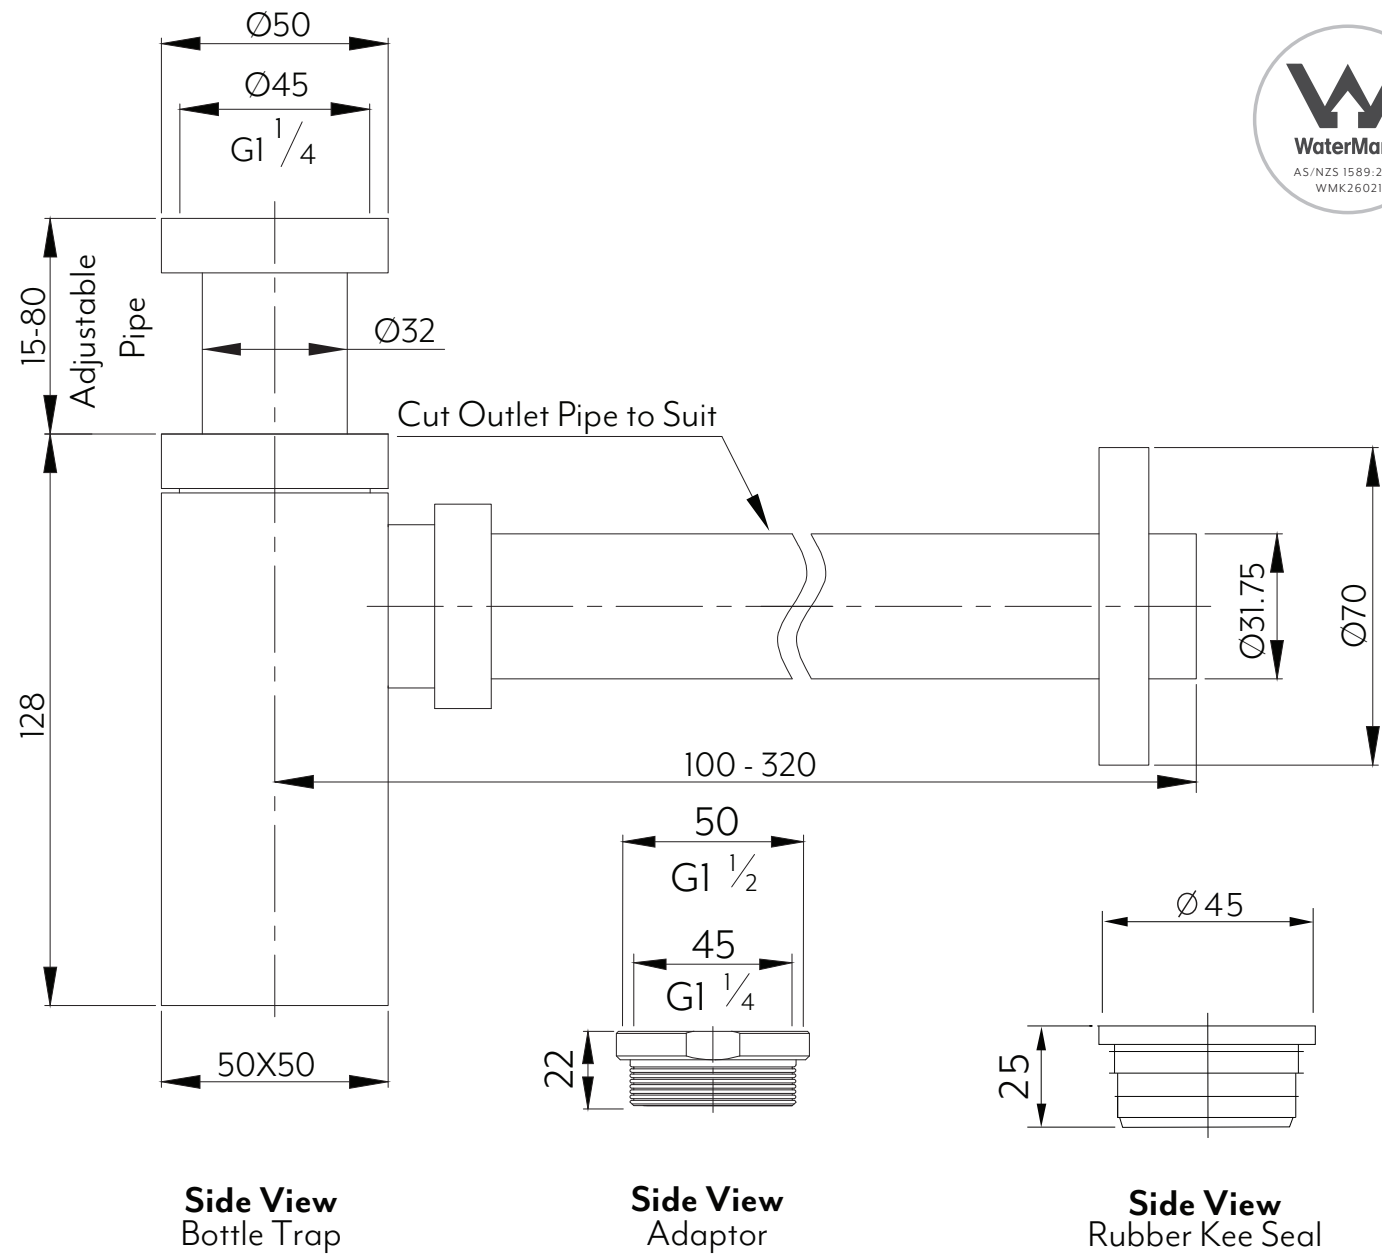 Ø50
Ø45
G1 1/4
AS/NZS
15-80
Adjustable
Pipe
Ø32
Cut Outlet Pipe to Suit
Ø31.75
Ø70
128
100 - 320
50
G1 1/2
45
G1 1/4
Ø45
50X50
22
25
Side View
Bottle Trap
Side View
Adaptor
Side View
Rubber Kee Seal